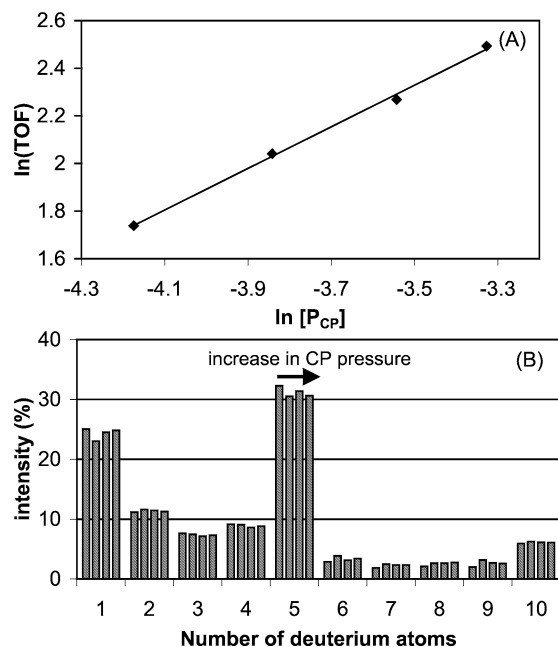 (A)
2.6
2.4
2.2
2
1.8
1.6
ln(TOF)
-4.3 -4.1 -3.9 -3.7 -3.5 -3.3
ln [P_CP]
(B)
increase in CP pressure
40
30
20
10
0
intensity (%)
1 2 3 4 5 6 7 8 9 10
Number of deuterium atoms